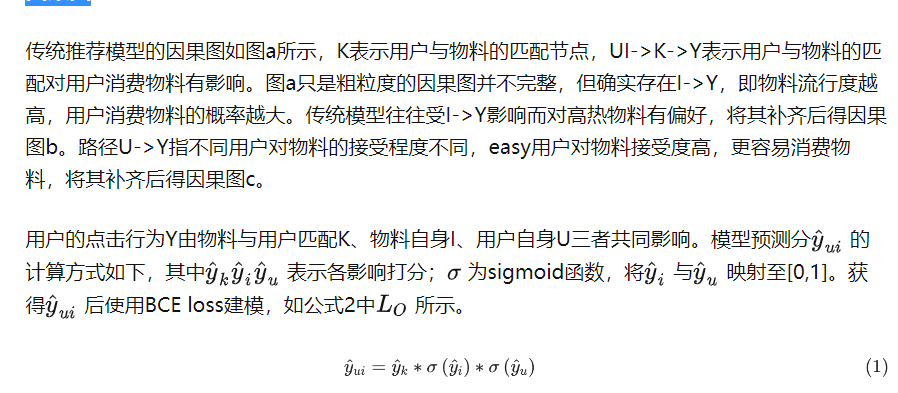 传统推荐模型的因果图如图a所示，K表示用户与物料的匹配节点，UI->K->Y表示用户与物料的匹
配对用户消费物料有影响。图a只是粗粒度的因果图并不完整，但确实存在I->Y，即物料流行度越
高，用户消费物料的概率越大。传统模型往往受I->Y影响而对高热物料有偏好，将其补齐后得因果
图b。路径U->Y指不同用户对物料的接受程度不同，easy用户对物料接受度高，更容易消费物
料，将其补齐后得因果图c。
用户的点击行为Y由物料与用户匹配K、物料自身I、用户自身U三者共同影响。模型预测分ŷ_{ui} 的
计算方式如下，其中ŷ_kŷ_iŷ_u 表示各影响打分；σ 为sigmoid函数，将ŷ_i 与ŷ_u 映射至[0,1]。获
得ŷ_{ui} 后使用BCE loss建模，如公式2中L_O 所示。
ŷ_{ui} = ŷ_k * σ (ŷ_i) * σ (ŷ_u) (1)